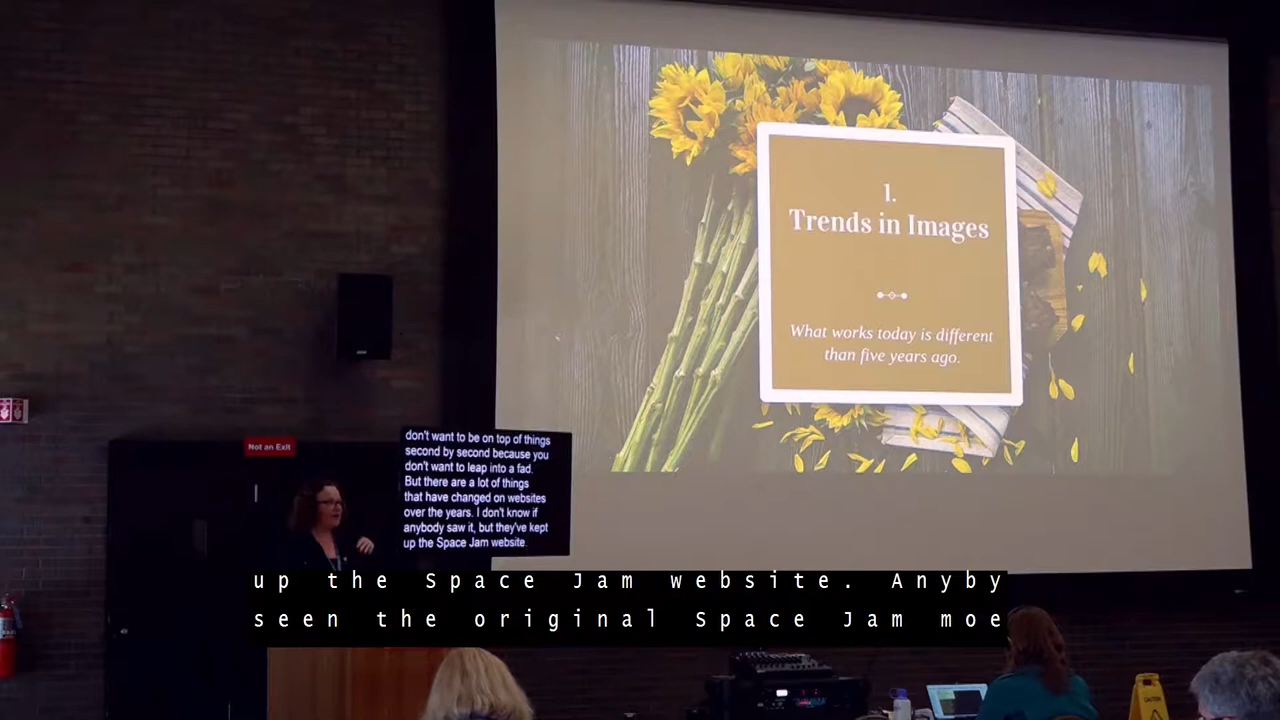 1.
Trends in Images
What works today is different
than five years ago.
Not an Exit
don't want to be on top of things
second by second because you
don't want to leap into a fad.
But there are a lot of things
that have changed on websites
over the years. I don't know if
anybody saw it, but they've kept
up the Space Jam website.
up the Space Jam website. Anyby
seen the original Space Jam moe
CAUTION